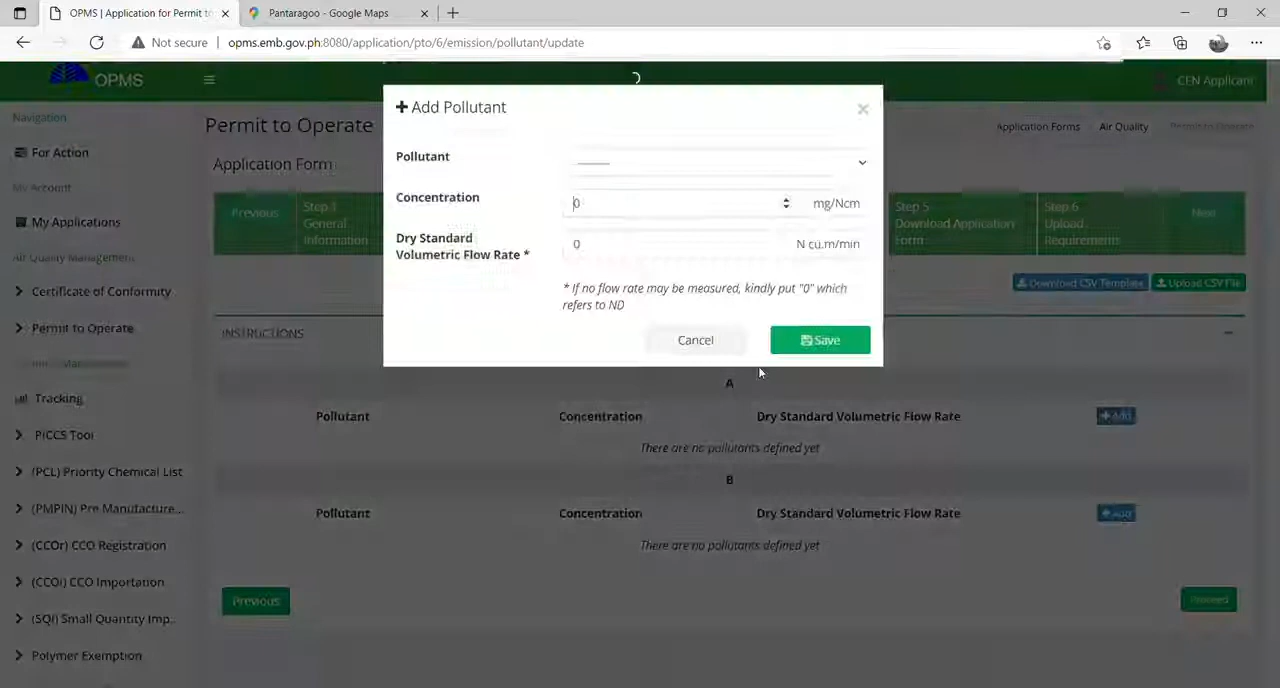 OPMS | Application for Permit to
Pantaragoo - Google Maps
Not secure
opms.emb.gov.ph:8080/application/pto/6/emission/pollutant/update
OPMS
CEN Applicant
Navigation
For Action
My Account
My Applications
Air Quality Management
Certificate of Conformity
Permit to Operate
Tracking
PICCS Tool
(PCL) Priority Chemical List
(PMPIN) Pre Manufacture...
(CCOr) CCO Registration
(CCOi) CCO Importation
(SQI) Small Quantity Imp..
Polymer Exemption
Permit to Operate
Application Forms
Air Quality
Permit to Operate
Application Form
Previous
Step 1
General
Information
Step 5
Download Application
Form
Step 6
Upload
Requirements
Next
Download CSV Template
Upload CSV File
INSTRUCTIONS
Add Pollutant
×
Pollutant
Concentration
0
mg/Ncm
Dry Standard
Volumetric Flow Rate *
0
N cu.m/min
* If no flow rate may be measured, kindly put "0" which
refers to ND
Cancel
Save
A
Pollutant
Concentration
Dry Standard Volumetric Flow Rate
Add
There are no pollutants defined yet
B
Pollutant
Concentration
Dry Standard Volumetric Flow Rate
Add
There are no pollutants defined yet
Previous
Proceed